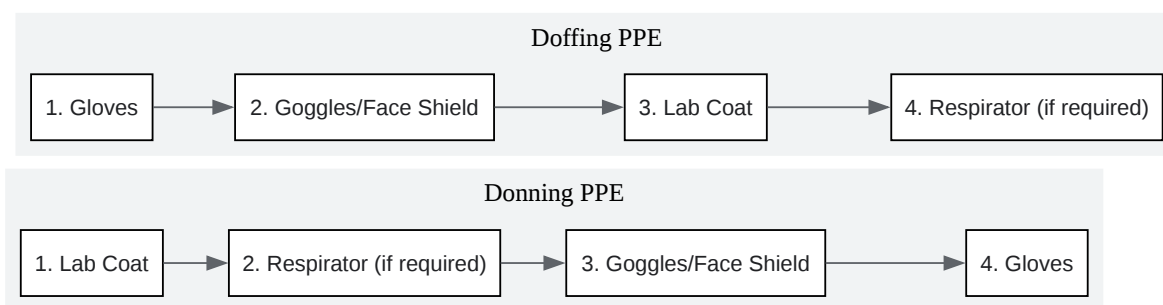 Doffing PPE
1. Gloves
2. Goggles/Face Shield
3. Lab Coat
4. Respirator (if required)
Donning PPE
1. Lab Coat
2. Respirator (if required)
3. Goggles/Face Shield
4. Gloves